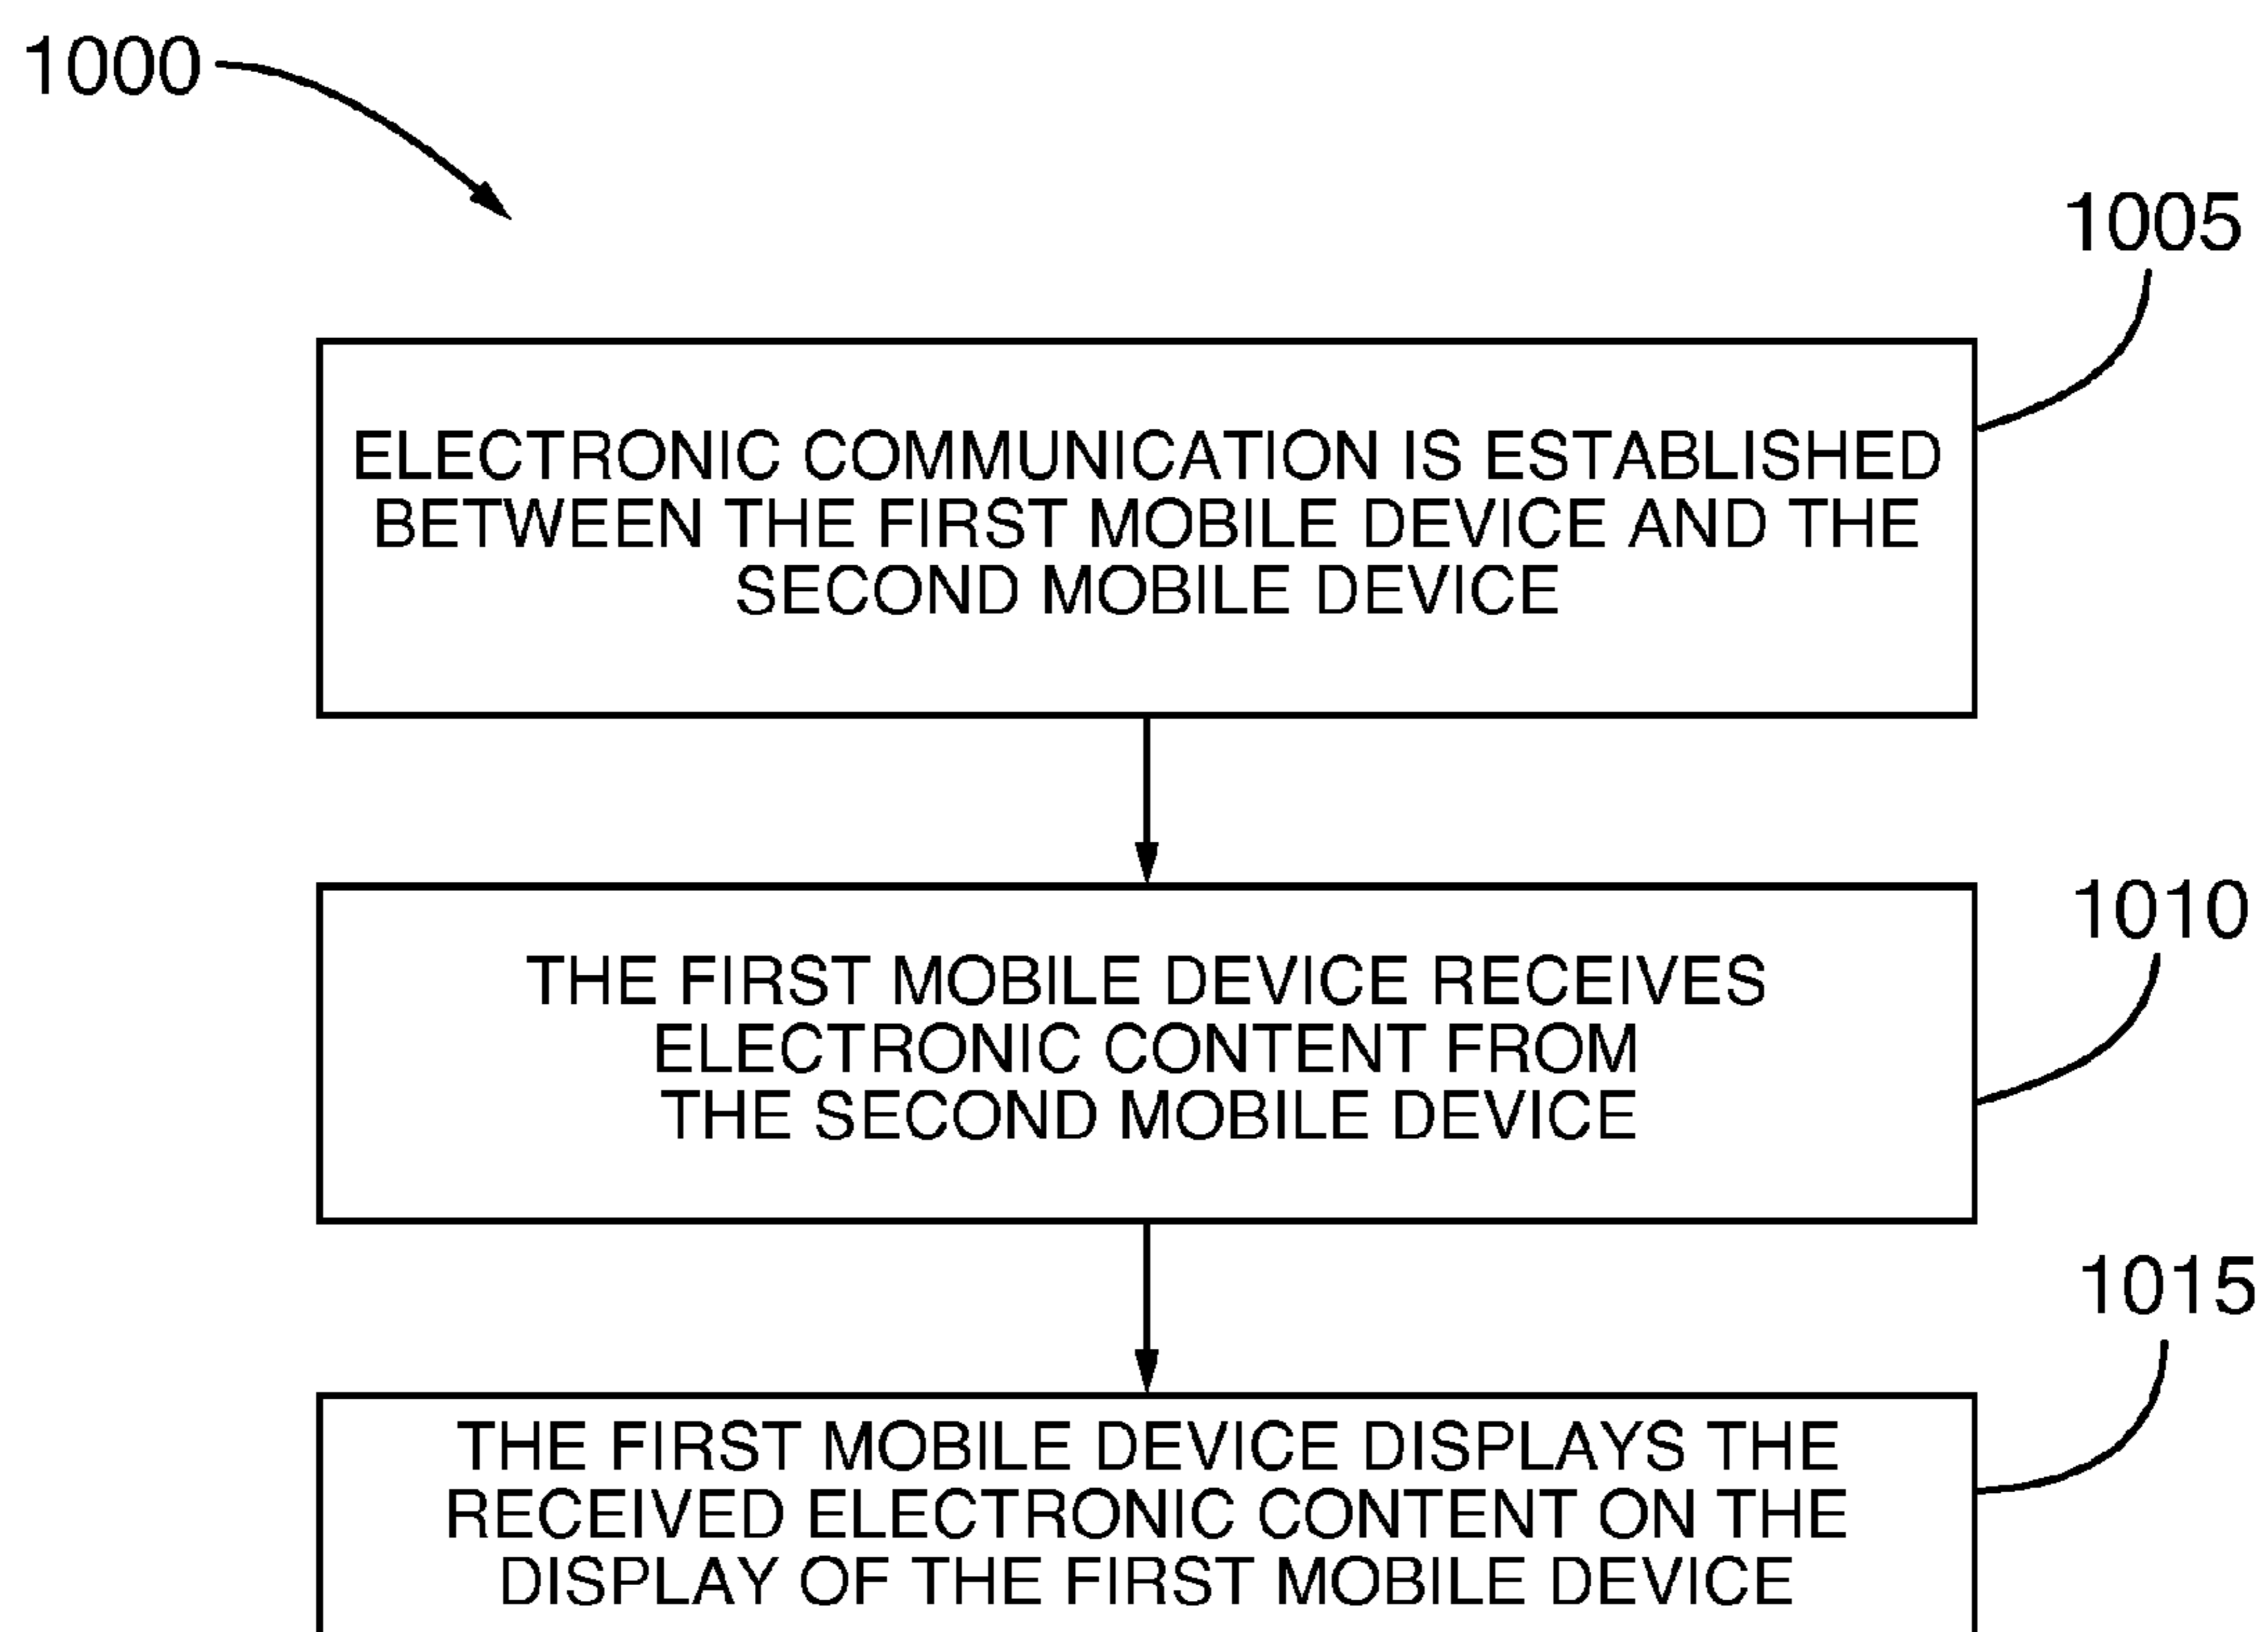 1000
1005
ELECTRONIC COMMUNICATION IS ESTABLISHED
BETWEEN THE FIRST MOBILE DEVICE AND THE
SECOND MOBILE DEVICE
1010
THE FIRST MOBILE DEVICE RECEIVES
ELECTRONIC CONTENT FROM
THE SECOND MOBILE DEVICE
1015
THE FIRST MOBILE DEVICE DISPLAYS THE
RECEIVED ELECTRONIC CONTENT ON THE
DISPLAY OF THE FIRST MOBILE DEVICE